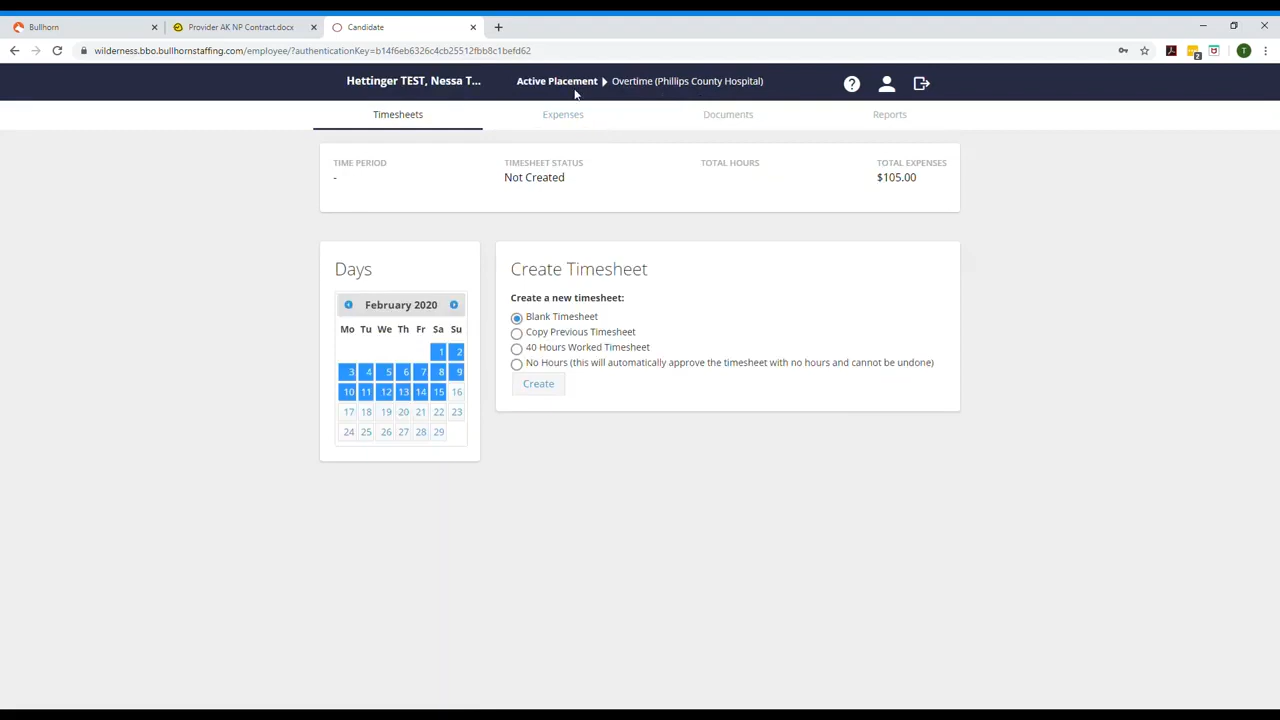 Bullhorn
Provider AK NP Contract.docx
Candidate
wilderness.bbo.bullhornstaffing.com/employee/?authenticationKey=b14f6eb6326c4cb25512fbb8c1befd62
2
T
Hettinger TEST, Nessa T...
Active Placement
Overtime (Phillips County Hospital)
?
Timesheets
Expenses
Documents
Reports
TIME PERIOD
TIMESHEET STATUS
TOTAL HOURS
TOTAL EXPENSES
-
Not Created
$105.00
Days
February 2020
Mo Tu We Th Fr Sa Su
1 2
3 4 5 6 7 8 9
10 11 12 13 14 15 16
17 18 19 20 21 22 23
24 25 26 27 28 29
Create Timesheet
Create a new timesheet:
Blank Timesheet
Copy Previous Timesheet
40 Hours Worked Timesheet
No Hours (this will automatically approve the timesheet with no hours and cannot be undone)
Create